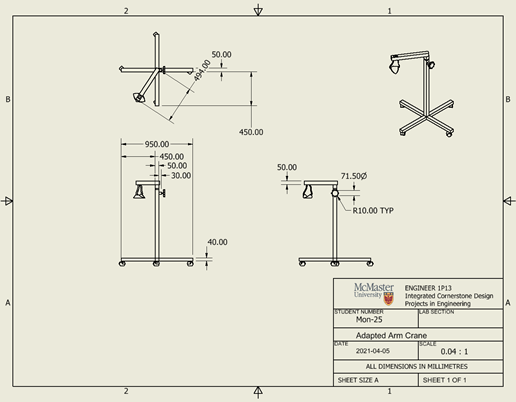 2
1
50.00
494.00
450.00
B
B
950.00
450.00
50.00
30.00
50.00
71.50Ø
R10.00 TYP
40.00
A
A
McMaster
University
ENGINEER 1P13
Integrated Cornerstone Design
Projects in Engineering
STUDENT NUMBER
LAB SECTION
Mon-25
Adapted Arm Crane
DATE
SCALE
2021-04-05
0.04 : 1
ALL DIMENSIONS IN MILLIMETRES
SHEET SIZE A
SHEET 1 OF 1
2
1